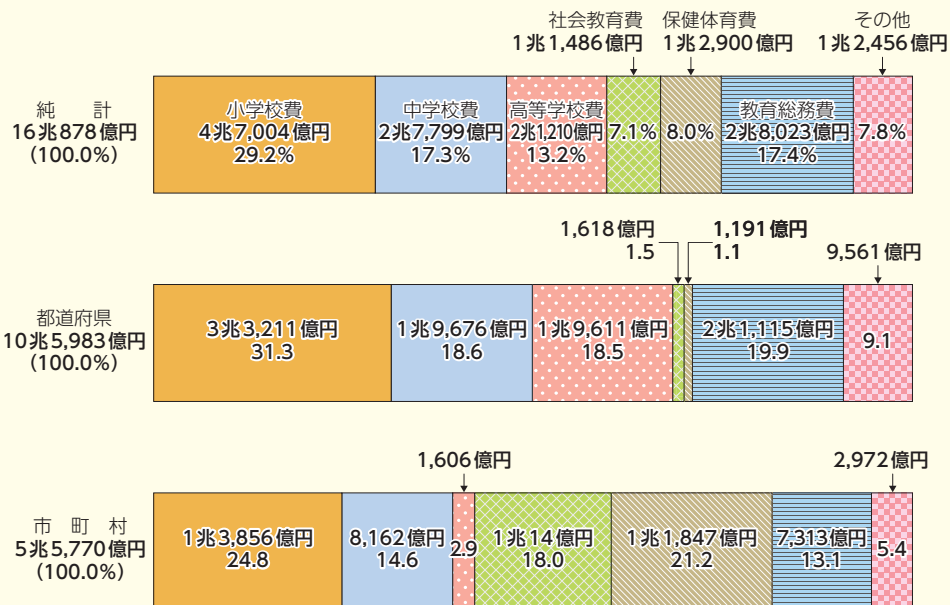 社会教育費
1兆1,486億円
保健体育費
1兆2,900億円
その他
1兆2,456億円
純 計
16兆878億円
(100.0%)
小学校費
4兆7,004億円
29.2%
中学校費
2兆7,799億円
17.3%
高等学校費
2兆1,210億円
13.2%
7.1%
8.0%
教育総務費
2兆8,023億円
17.4%
7.8%
1,618億円
1.5
1,191億円
1.1
9,561億円
都道府県
10兆5,983億円
(100.0%)
3兆3,211億円
31.3
1兆9,676億円
18.6
1兆9,611億円
18.5
2兆1,115億円
19.9
9.1
1,606億円
2,972億円
市 町 村
5兆5,770億円
(100.0%)
1兆3,856億円
24.8
8,162億円
14.6
2.9
1兆14億円
18.0
1兆1,847億円
21.2
7,313億円
13.1
5.4